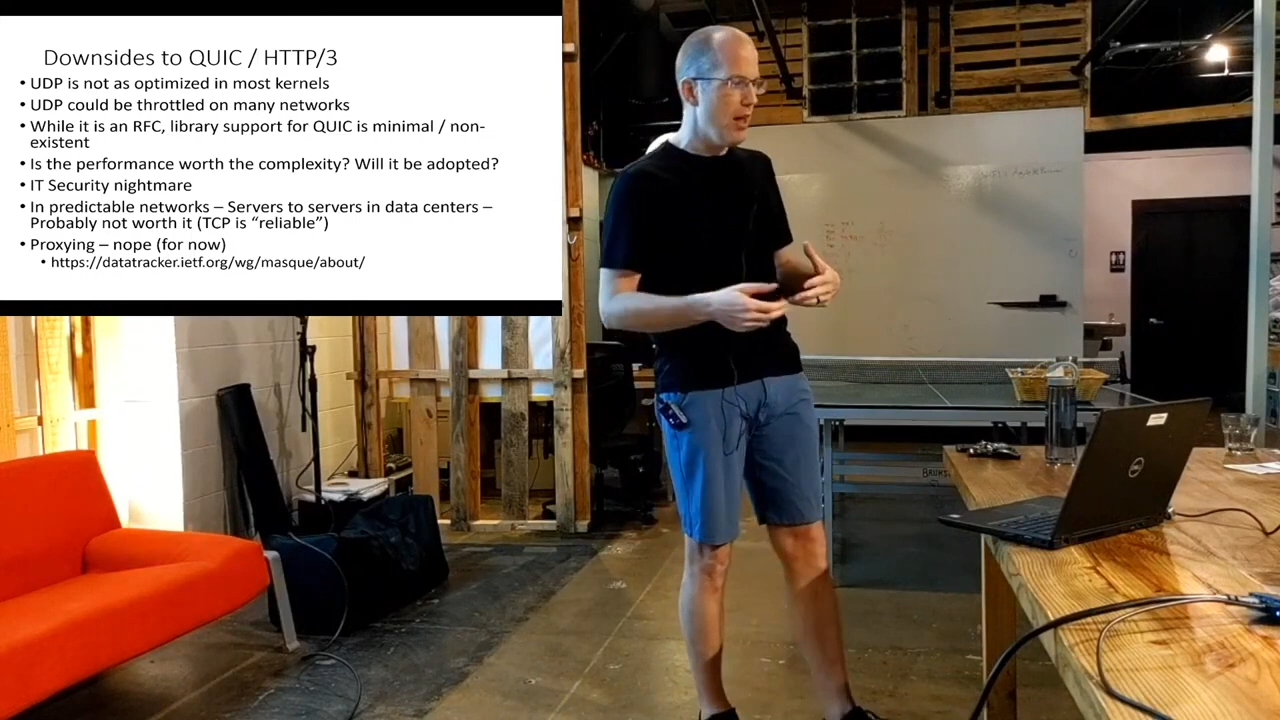 Downsides to QUIC / HTTP/3
• UDP is not as optimized in most kernels
• UDP could be throttled on many networks
• While it is an RFC, library support for QUIC is minimal / non-
existent
• Is the performance worth the complexity? Will it be adopted?
• IT Security nightmare
• In predictable networks – Servers to servers in data centers –
Probably not worth it (TCP is “reliable”)
• Proxying – nope (for now)
• https://datatracker.ietf.org/wg/masque/about/
DELL